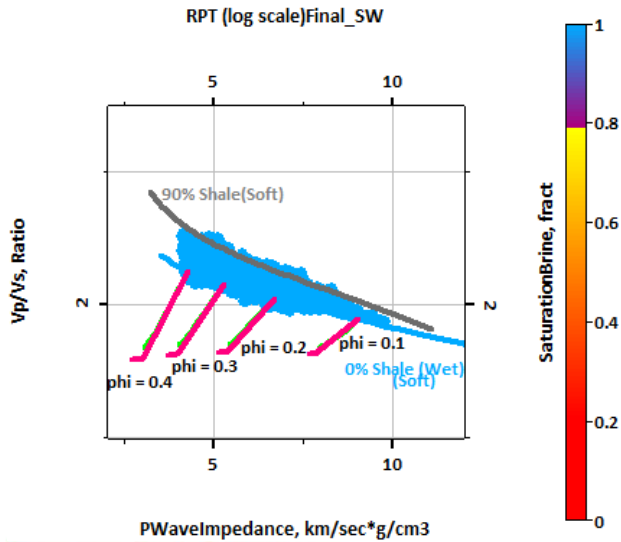 RPT (log scale)Final_SW
5 10
1
90% Shale(Soft)
0.8
Vp/Vs, Ratio
SaturationBrine, fract
0.6
2 2
0.4
phi = 0.1
phi = 0.2
phi = 0.3
phi = 0.4
0% Shale (Wet)
(Soft)
0.2
5 10
0
PWaveImpedance, km/sec*g/cm3